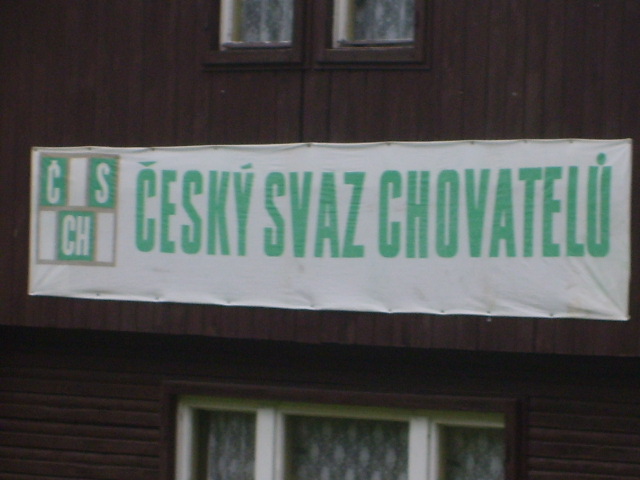 Č S
CH
ČESKÝ SVAZ CHOVATELŮ